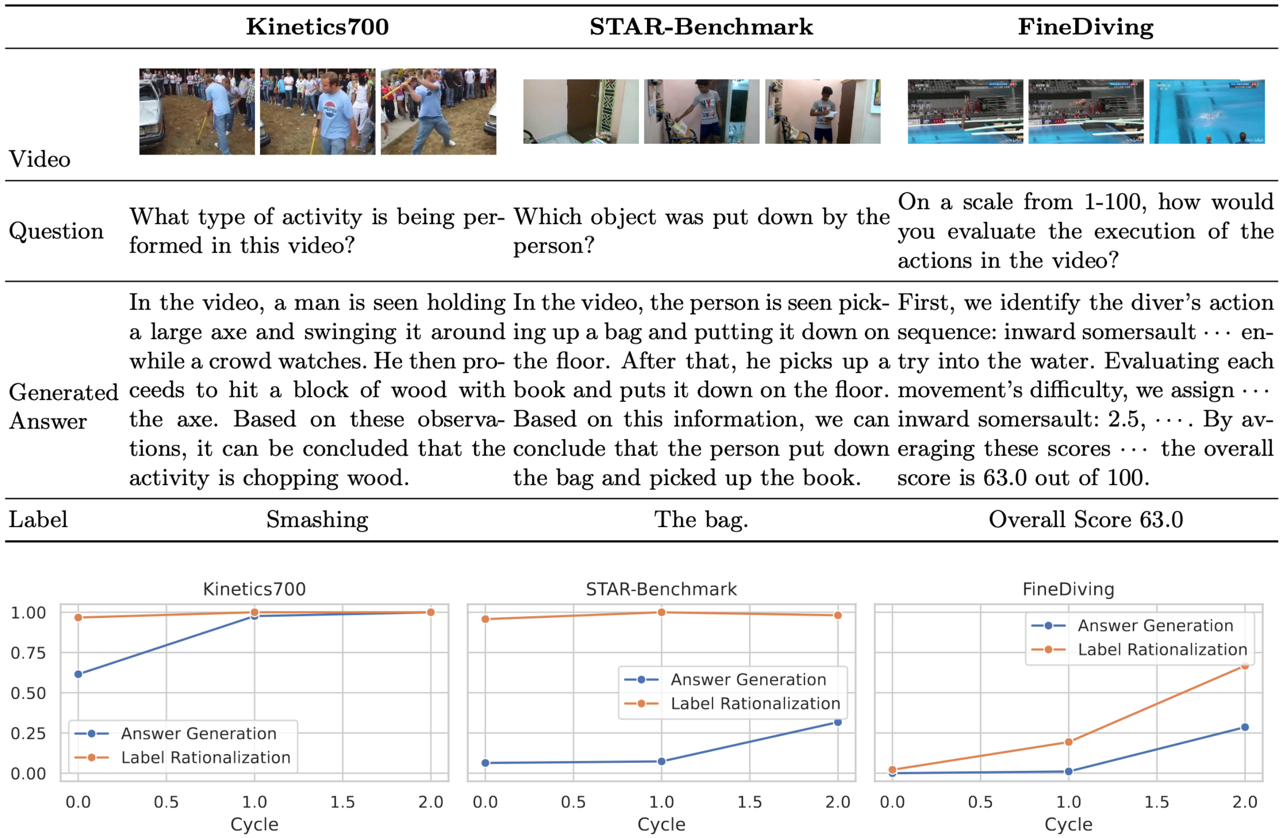 Kinetics700 STAR-Benchmark FineDiving
Video
Question
What type of activity is being per-
formed in this video?
Which object was put down by the
person?
On a scale from 1-100, how would
you evaluate the execution of the
actions in the video?
Generated
Answer
In the video, a man is seen holding
a large axe and swinging it around
while a crowd watches. He then pro-
ceeds to hit a block of wood with
the axe. Based on these observa-
tions, it can be concluded that the
activity is chopping wood.
In the video, the person is seen pick-
ing up a bag and putting it down on
the floor. After that, he picks up a
book and puts it down on the floor.
Based on this information, we can
conclude that the person put down
the bag and picked up the book.
First, we identify the diver's action
sequence: inward somersault ··· en-
try into the water. Evaluating each
movement's difficulty, we assign ···
inward somersault: 2.5, ···. By av-
eraging these scores ··· the overall
score is 63.0 out of 100.
Label Smashing The bag. Overall Score 63.0
Kinetics700
1.00
0.75
0.50
0.25
0.00
Answer Generation
Label Rationalization
0.0 0.5 1.0 1.5 2.0
Cycle
STAR-Benchmark
Answer Generation
Label Rationalization
0.0 0.5 1.0 1.5 2.0
Cycle
FineDiving
Answer Generation
Label Rationalization
0.0 0.5 1.0 1.5 2.0
Cycle